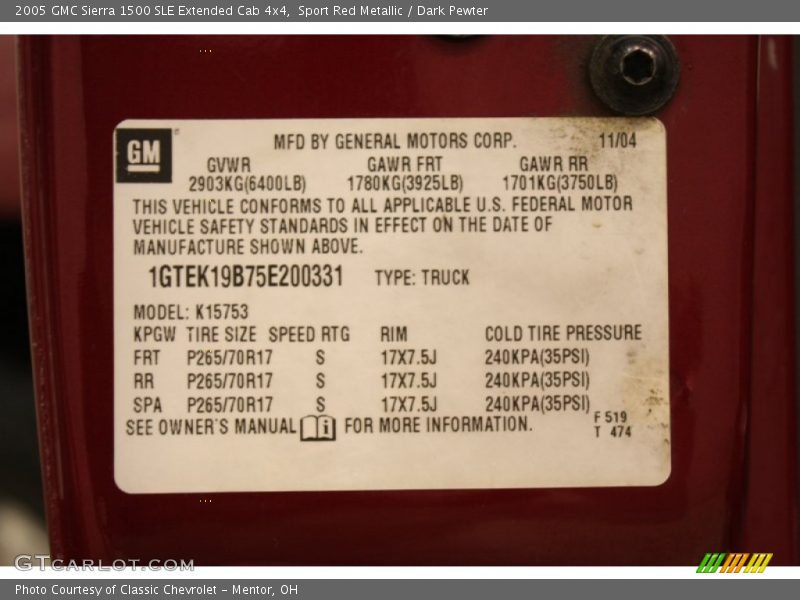 2005 GMC Sierra 1500 SLE Extended Cab 4x4, Sport Red Metallic / Dark Pewter
GM
MFD BY GENERAL MOTORS CORP. 11/04
GVWR GAWR FRT GAWR RR
2903KG(6400LB) 1780KG(3925LB) 1701KG(3750LB)
THIS VEHICLE CONFORMS TO ALL APPLICABLE U.S. FEDERAL MOTOR
VEHICLE SAFETY STANDARDS IN EFFECT ON THE DATE OF
MANUFACTURE SHOWN ABOVE.
1GTEK19B75E200331 TYPE: TRUCK
MODEL: K15753
KPGW TIRE SIZE SPEED RTG RIM COLD TIRE PRESSURE
FRT P265/70R17 S 17X7.5J 240KPA(35PSI)
RR P265/70R17 S 17X7.5J 240KPA(35PSI)
SPA P265/70R17 S 17X7.5J 240KPA(35PSI)
SEE OWNER'S MANUAL i FOR MORE INFORMATION.
F 519
T 474
GTCARLOT.COM
Photo Courtesy of Classic Chevrolet - Mentor, OH